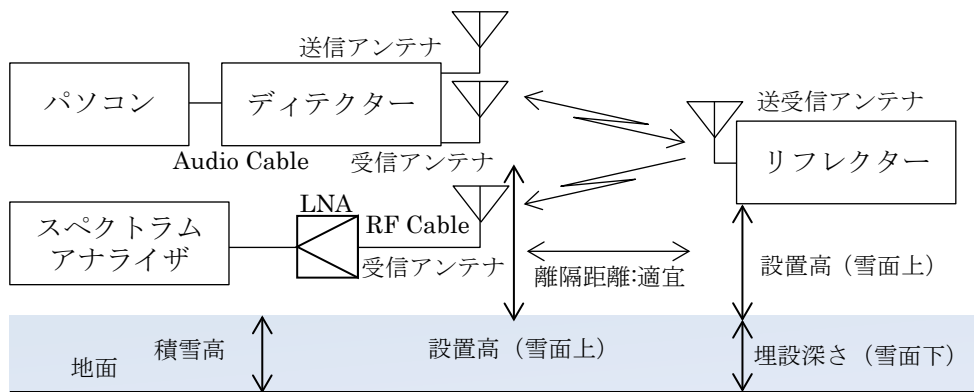 送信アンテナ
パソコン
ディテクター
Audio Cable
受信アンテナ
送受信アンテナ
リフレクター
スペクトラム
アナライザ
LNA
RF Cable
受信アンテナ
離隔距離:適宜
設置高（雪面上）
地面
積雪高
設置高（雪面上）
埋設深さ（雪面下）